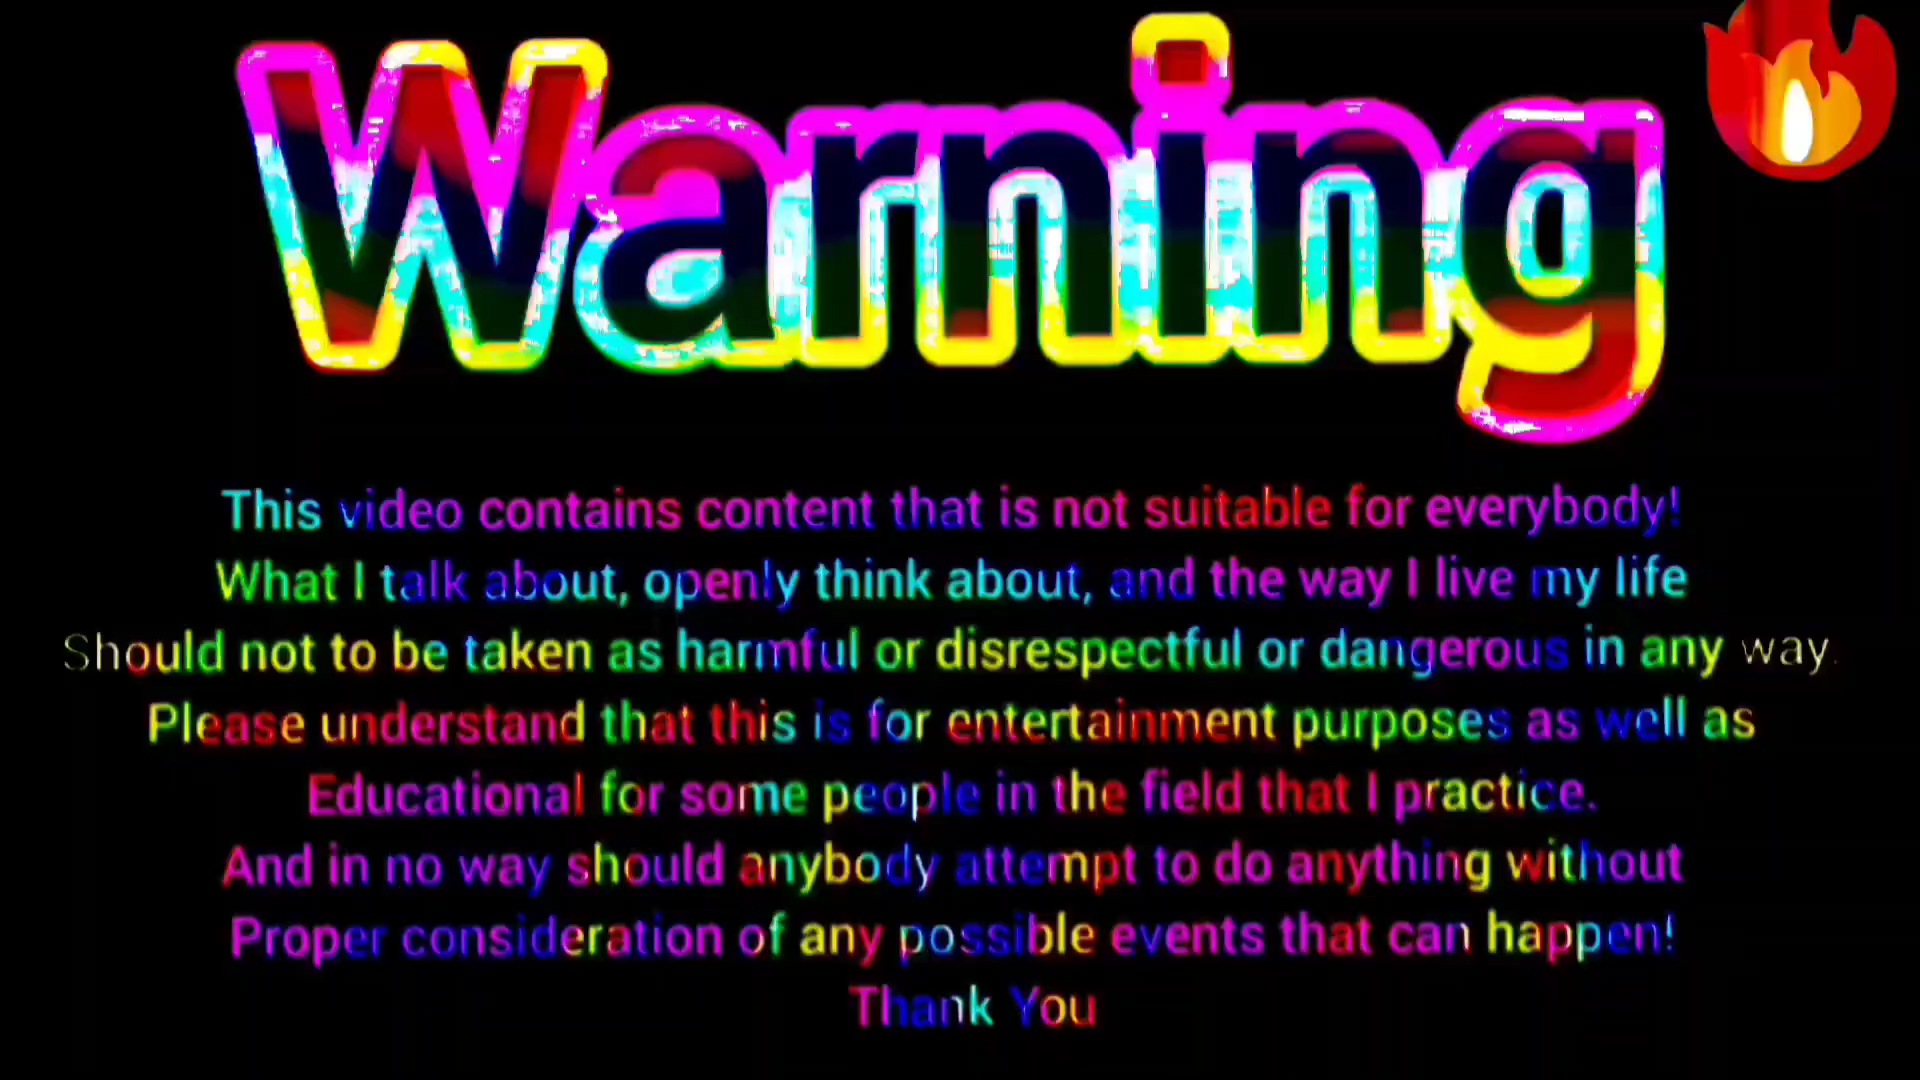 Warning
This video contains content that is not suitable for everybody!
What I talk about, openly think about, and the way I live my life
Should not to be taken as harmful or disrespectful or dangerous in any way.
Please understand that this is for entertainment purposes as well as
Educational for some people in the field that I practice.
And in no way should anybody attempt to do anything without
Proper consideration of any possible events that can happen!
Thank You